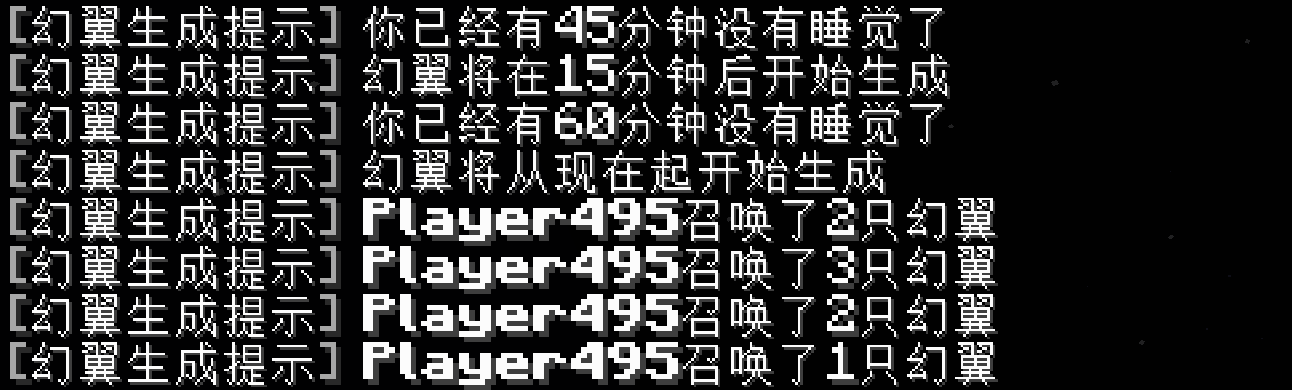 [幻翼生成提示] 你已经有45分钟没有睡觉了
[幻翼生成提示] 幻翼将在15分钟后开始生成
[幻翼生成提示] 你已经有60分钟没有睡觉了
[幻翼生成提示] 幻翼将从现在起开始生成
[幻翼生成提示] Player495召唤了2只幻翼
[幻翼生成提示] Player495召唤了3只幻翼
[幻翼生成提示] Player495召唤了2只幻翼
[幻翼生成提示] Player495召唤了1只幻翼